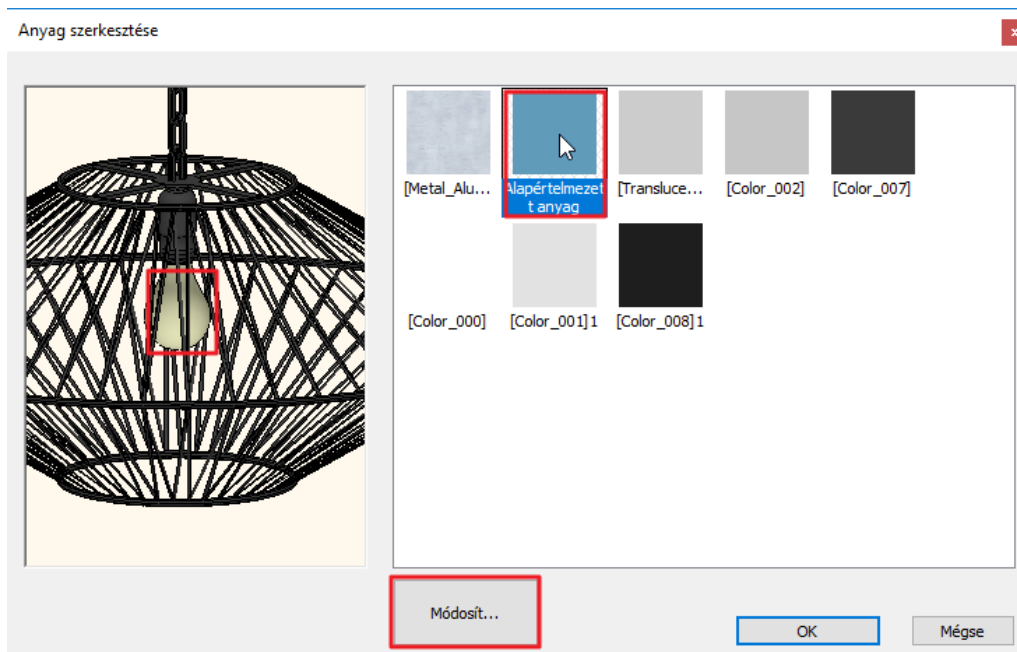 Anyag szerkesztése
[Metal_Alu...
Alapértelmezet
t anyag
[Transluce...
[Color_002]
[Color_007]
[Color_000]
[Color_001]1
[Color_008]1
Módosít...
OK
Mégse